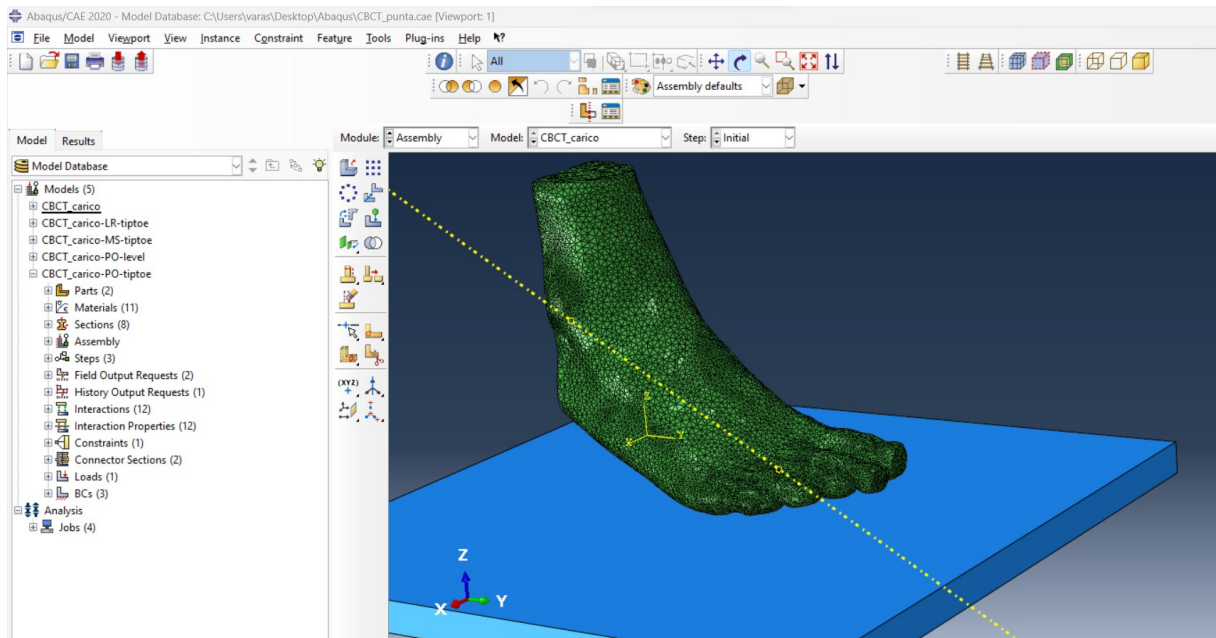 Abaqus/CAE 2020 - Model Database: C:\Users\varas\Desktop\Abaqus\CBCT_punta.cae [Viewport: 1]
File Model Viewport View Instance Constraint Feature Tools Plug-ins Help
All
Assembly defaults
Model Results
Module: Assembly Model: CBCT_carico Step: Initial
Model Database
Models (5)
CBCT_carico
CBCT_carico-LR-tiptoe
CBCT_carico-MS-tiptoe
CBCT_carico-PO-level
CBCT_carico-PO-tiptoe
Parts (2)
Materials (11)
Sections (8)
Assembly
Steps (3)
Field Output Requests (2)
History Output Requests (1)
Interactions (12)
Interaction Properties (12)
Constraints (1)
Connector Sections (2)
Loads (1)
BCs (3)
Analysis
Jobs (4)
(XYZ)
Z
X Y
Z
X Y